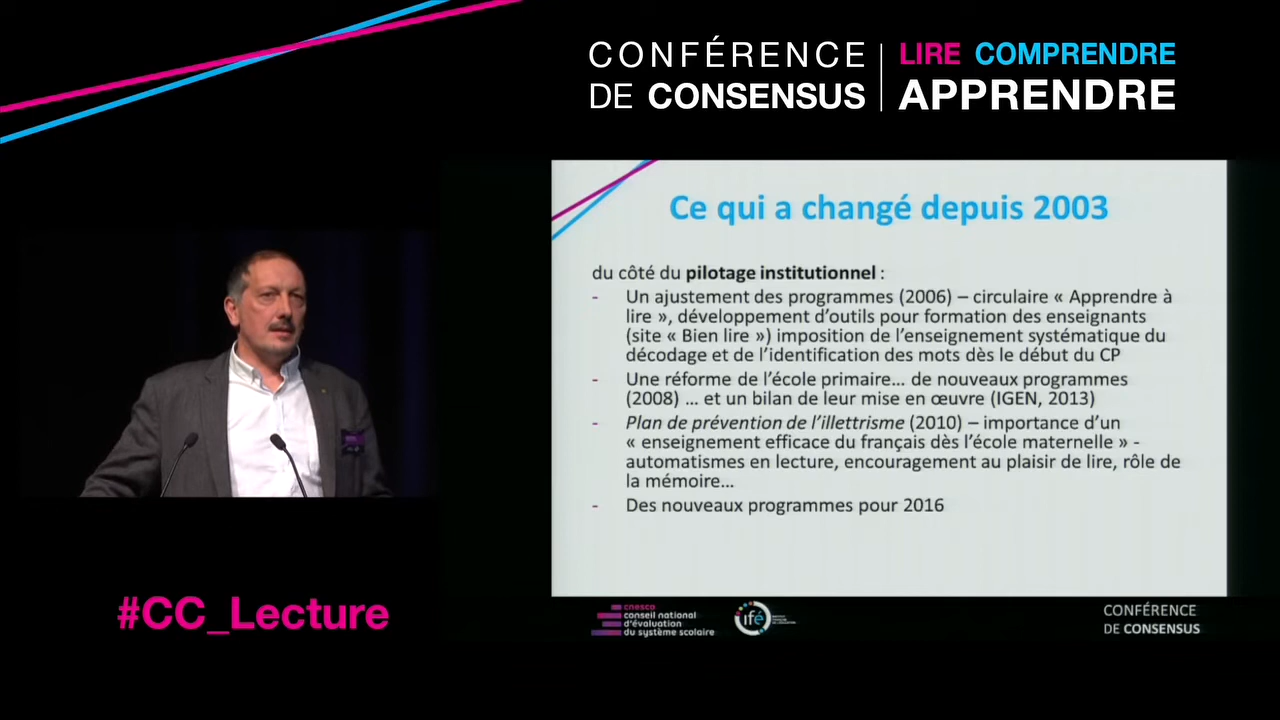 CONFÉRENCE
DE CONSENSUS
LIRE COMPRENDRE
APPRENDRE
Ce qui a changé depuis 2003
du côté du pilotage institutionnel :
- Un ajustement des programmes (2006) – circulaire « Apprendre à
lire », développement d'outils pour formation des enseignants
(site « Bien lire ») imposition de l'enseignement systématique du
décodage et de l'identification des mots dès le début du CP
- Une réforme de l'école primaire… de nouveaux programmes
(2008) … et un bilan de leur mise en œuvre (IGEN, 2013)
- Plan de prévention de l'illettrisme (2010) – importance d'un
« enseignement efficace du français dès l'école maternelle » -
automatismes en lecture, encouragement au plaisir de lire, rôle de
la mémoire…
- Des nouveaux programmes pour 2016
#CC_Lecture
cnesco
conseil national
d'évaluation
du système scolaire
ifé
CONFÉRENCE
DE CONSENSUS